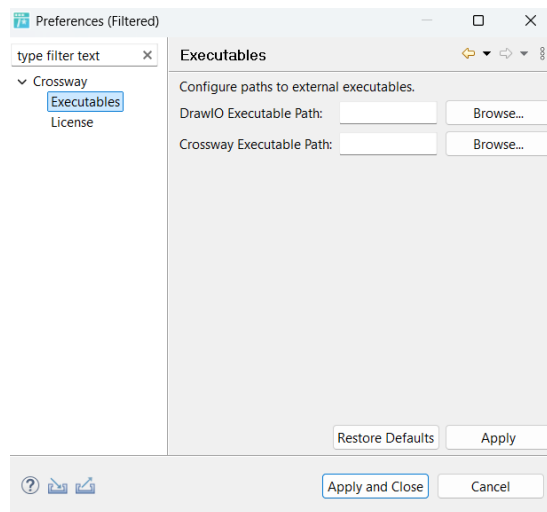 Preferences (Filtered)
type filter text
Executables
Crossway
Executables
License
Configure paths to external executables.
DrawIO Executable Path:
Browse...
Crossway Executable Path:
Browse...
Restore Defaults
Apply
Apply and Close
Cancel